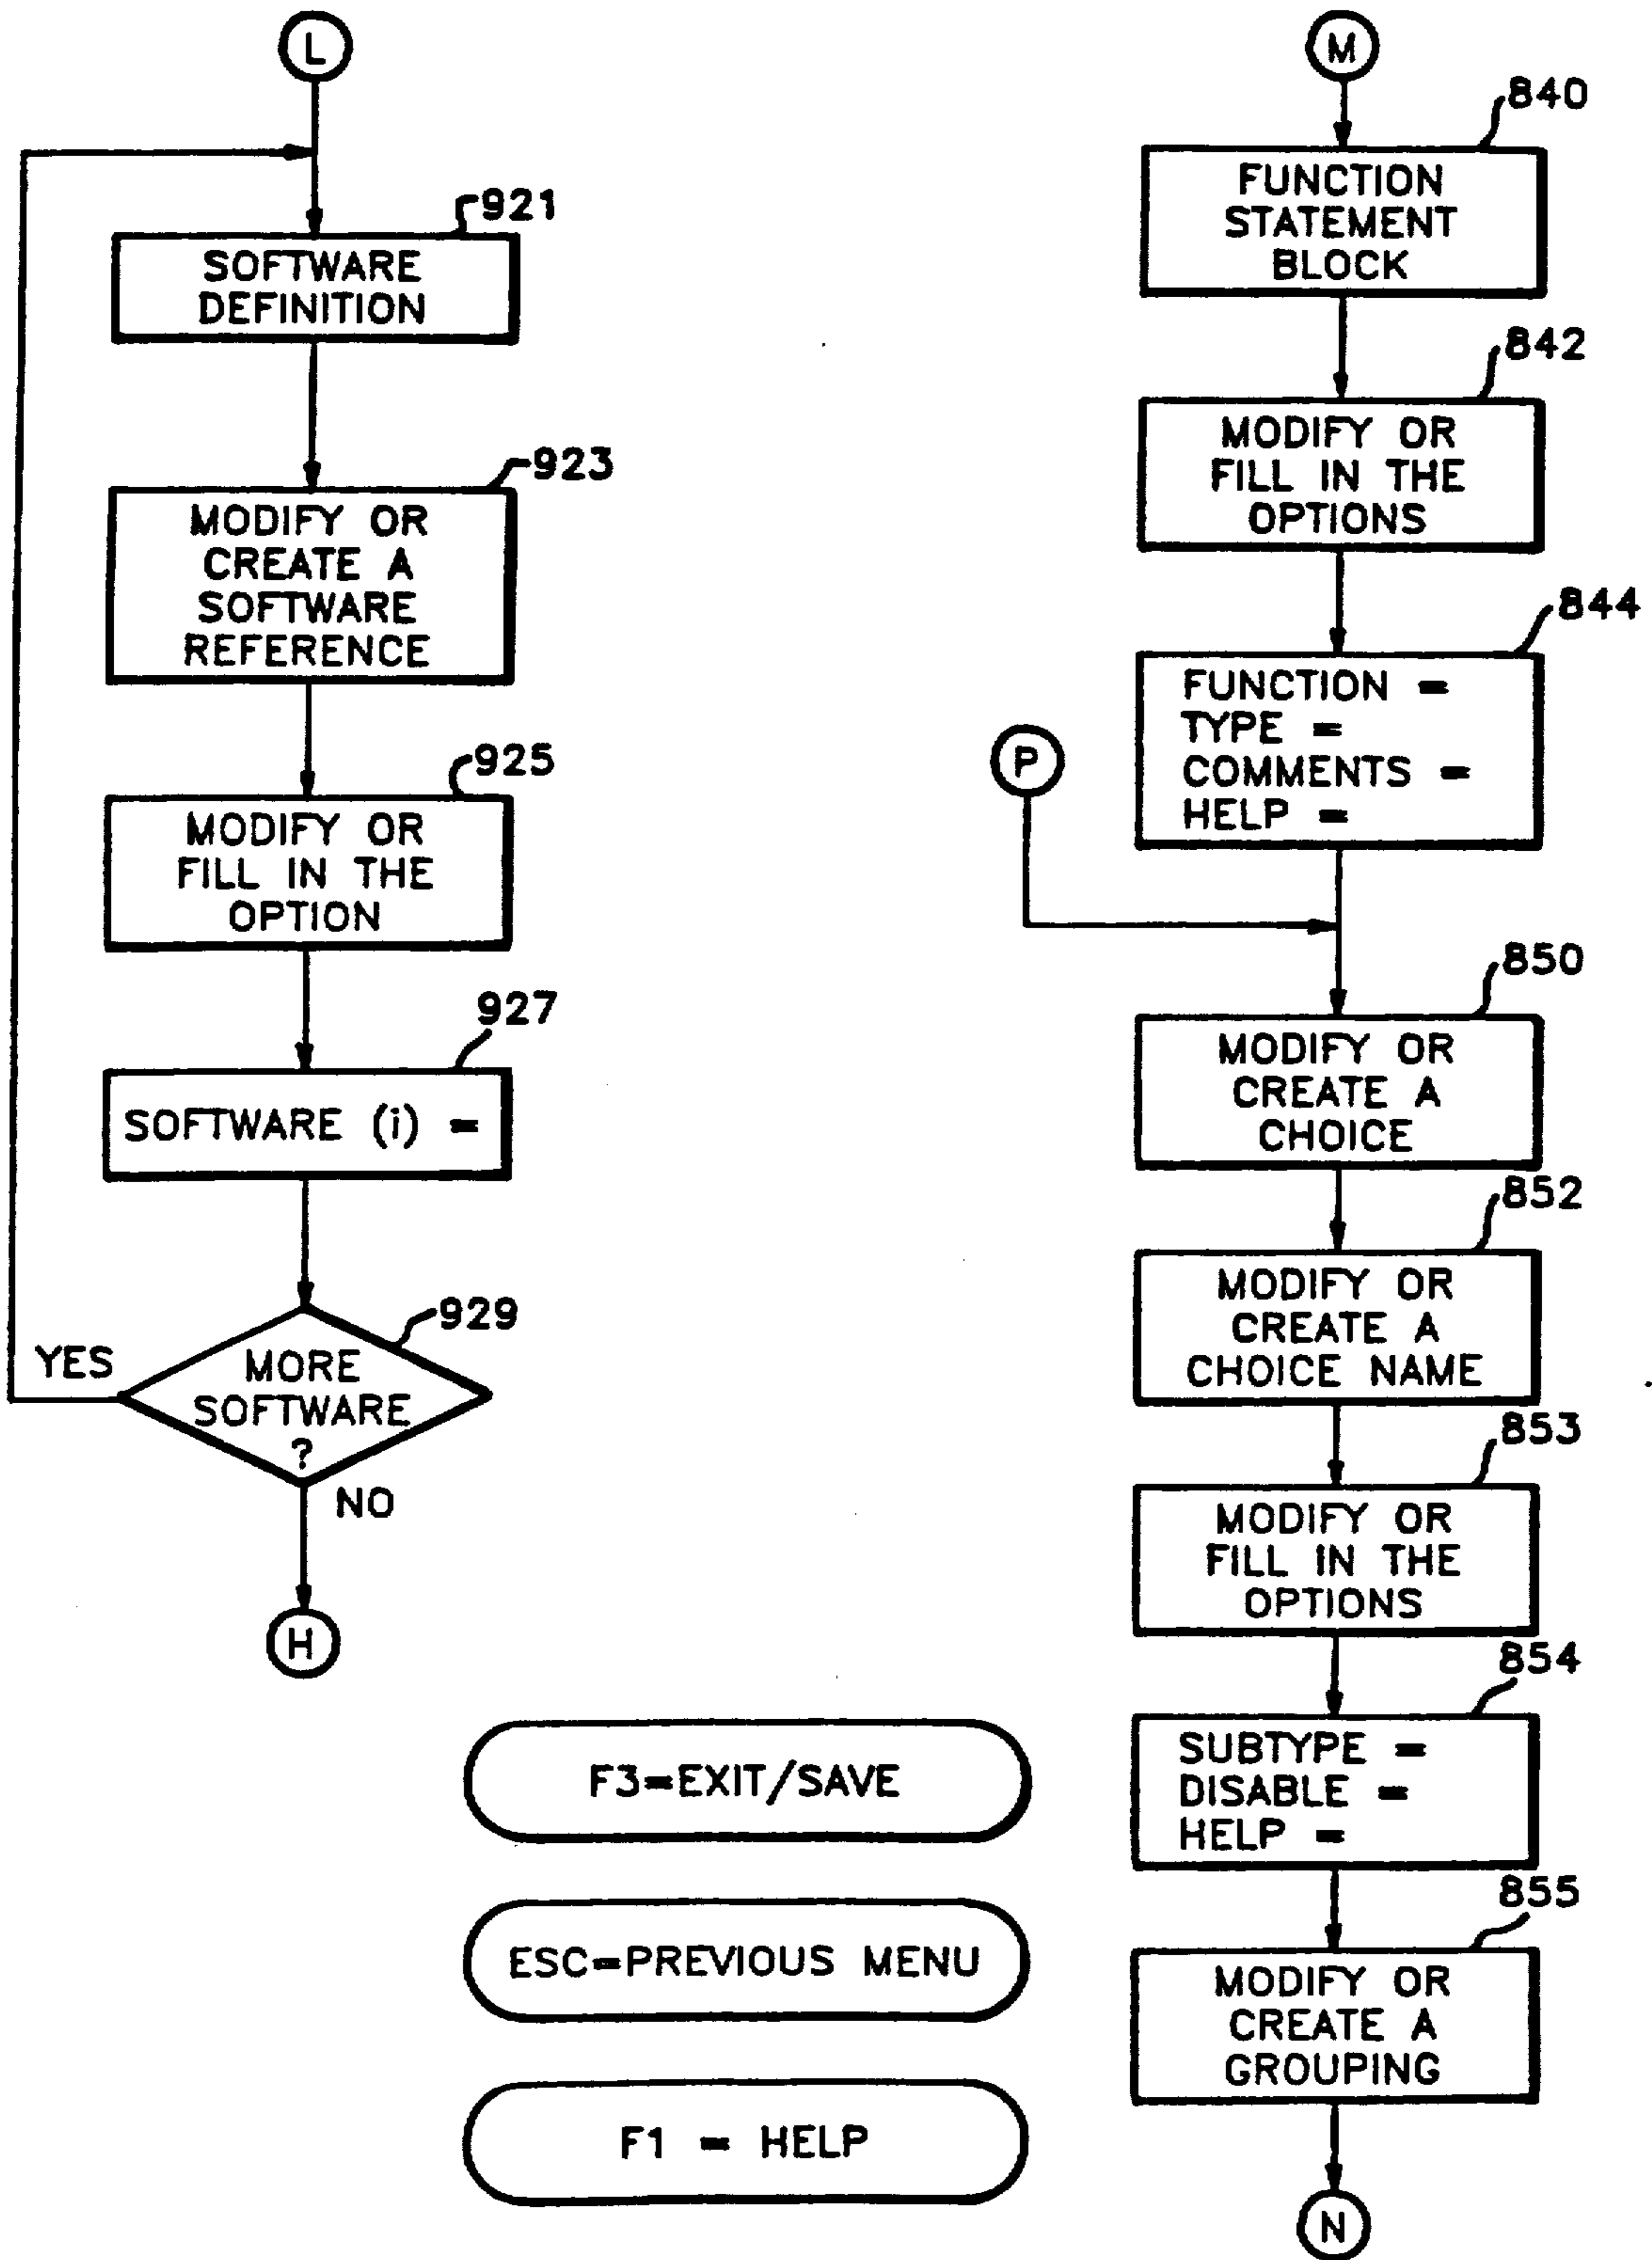 L
921
SOFTWARE
DEFINITION
923
MODIFY OR
CREATE A
SOFTWARE
REFERENCE
925
MODIFY OR
FILL IN THE
OPTION
927
SOFTWARE (i) =
929
YES
MORE
SOFTWARE
?
NO
H
F3=EXIT/SAVE
ESC=PREVIOUS MENU
F1 = HELP
M
840
FUNCTION
STATEMENT
BLOCK
842
MODIFY OR
FILL IN THE
OPTIONS
844
FUNCTION =
TYPE =
COMMENTS =
HELP =
P
850
MODIFY OR
CREATE A
CHOICE
852
MODIFY OR
CREATE A
CHOICE NAME
853
MODIFY OR
FILL IN THE
OPTIONS
854
SUBTYPE =
DISABLE =
HELP =
855
MODIFY OR
CREATE A
GROUPING
N